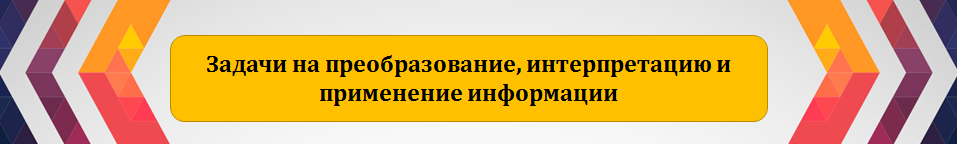 Задачи на преобразование, интерпретацию и
применение информации